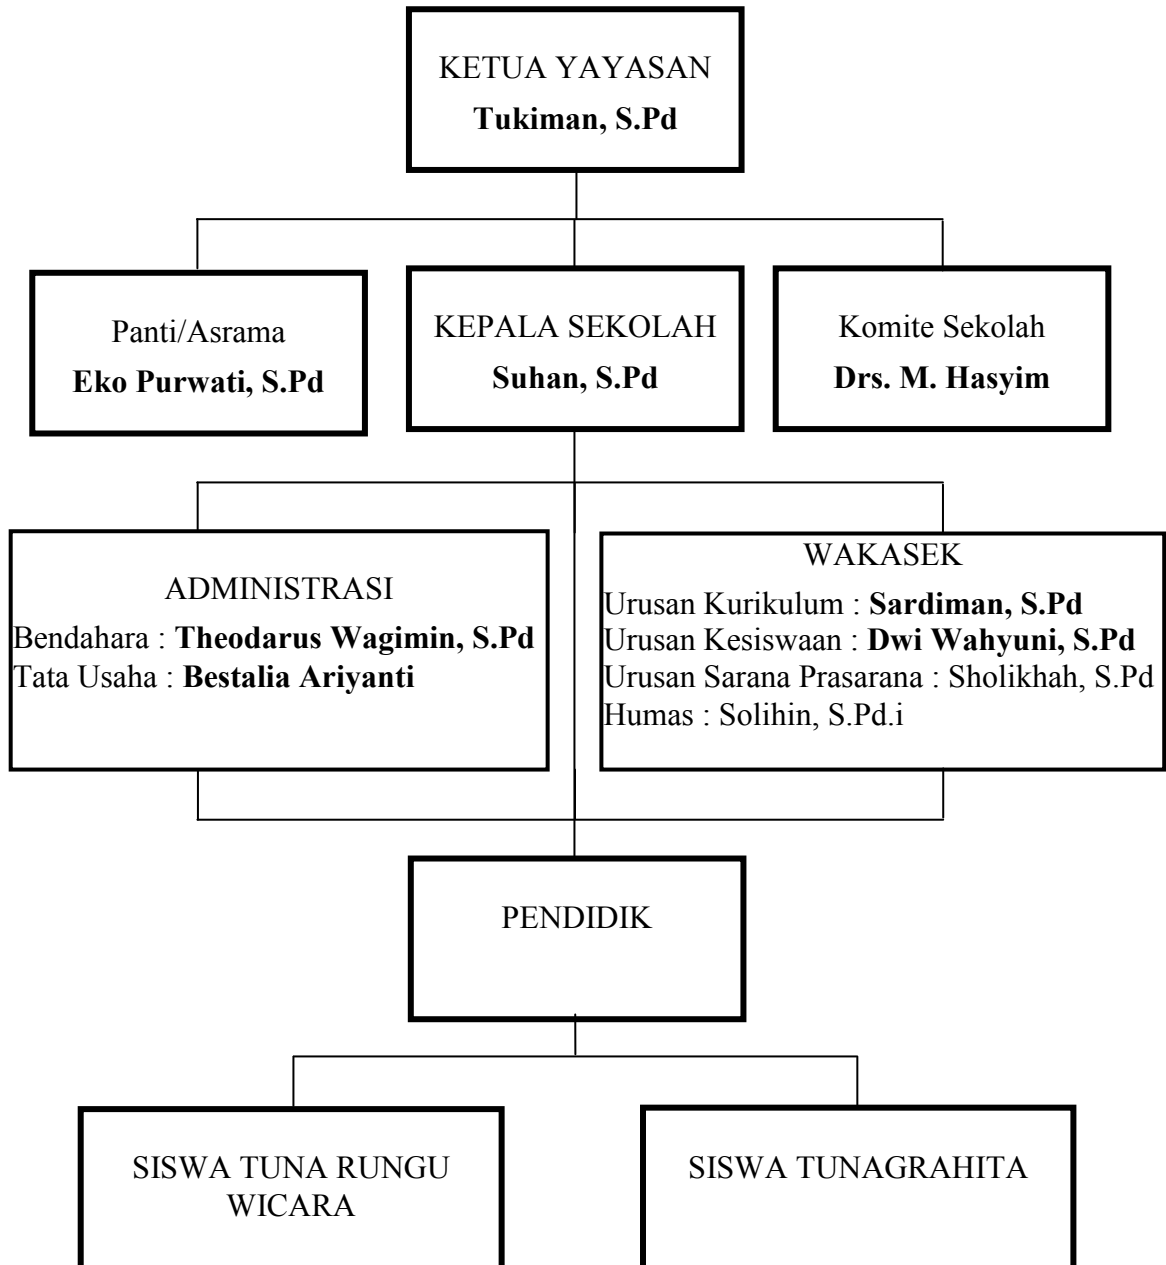 KETUA YAYASAN
Tukiman, S.Pd
Panti/Asrama
Eko Purwati, S.Pd
KEPALA SEKOLAH
Suhan, S.Pd
Komite Sekolah
Drs. M. Hasyim
ADMINISTRASI
Bendahara : Theodarus Wagimin, S.Pd
Tata Usaha : Bestalia Ariyanti
WAKASEK
Urusan Kurikulum : Sardiman, S.Pd
Urusan Kesiswaan : Dwi Wahyuni, S.Pd
Urusan Sarana Prasarana : Sholikhah, S.Pd
Humas : Solihin, S.Pd.i
PENDIDIK
SISWA TUNA RUNGU
WICARA
SISWA TUNAGRAHITA